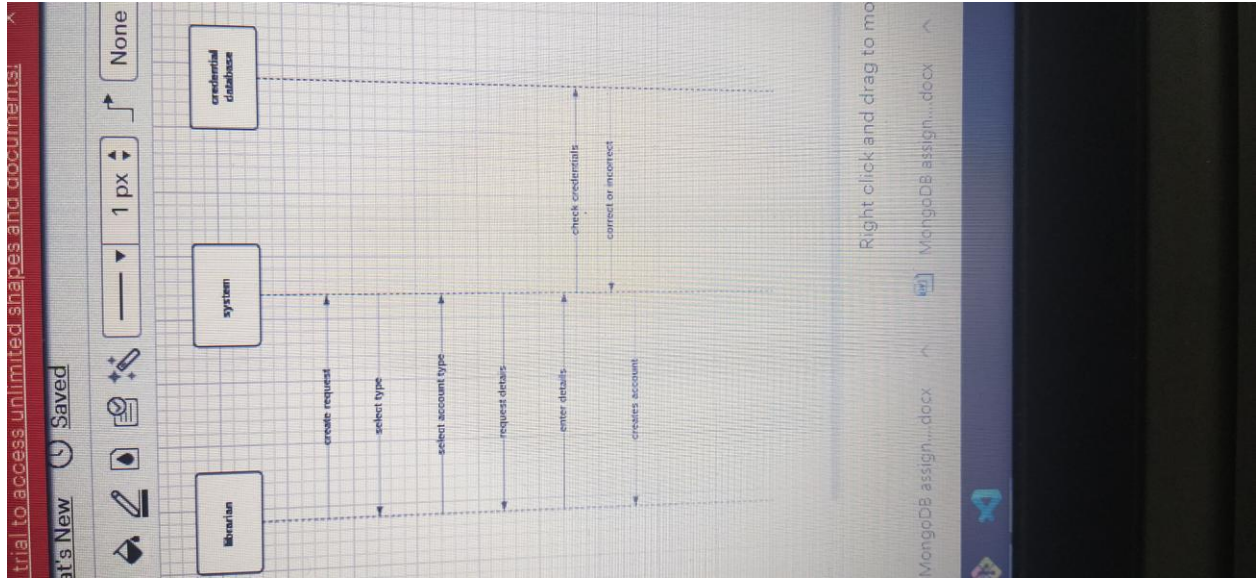 trial to access unlimited shapes and documents!
at's New Saved
1 px None
librarian
system
credential
database
create request
select type
select account type
request details
enter details
check credentials
correct or incorrect
creates account
Right click and drag to mo
MongoDB assign....docx
MongoDB assign....docx